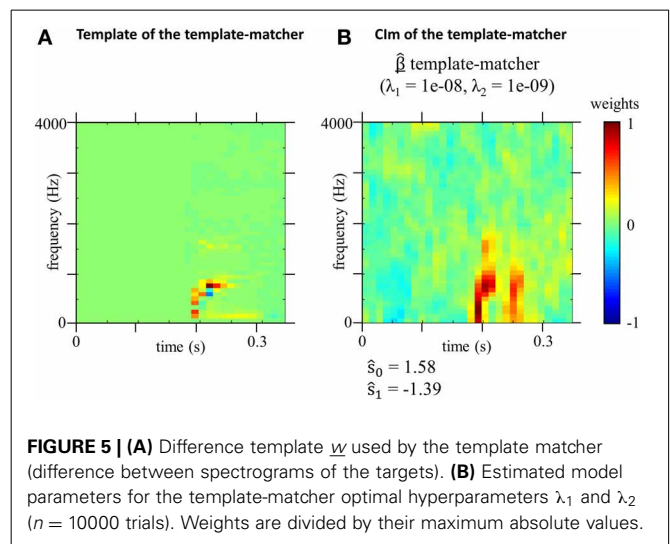 A Template of the template-matcher
B CIm of the template-matcher
β̂ template-matcher
(λ₁ = 1e-08, λ₂ = 1e-09)
weights
4000
frequency (Hz)
0
0
time (s)
0.3
4000
frequency (Hz)
0
0
time (s)
0.3
1
0
-1
ŝ₀ = 1.58
ŝ₁ = -1.39
FIGURE 5 | (A) Difference template w used by the template matcher
(difference between spectrograms of the targets). (B) Estimated model
parameters for the template-matcher optimal hyperparameters λ₁ and λ₂
(n = 10000 trials). Weights are divided by their maximum absolute values.